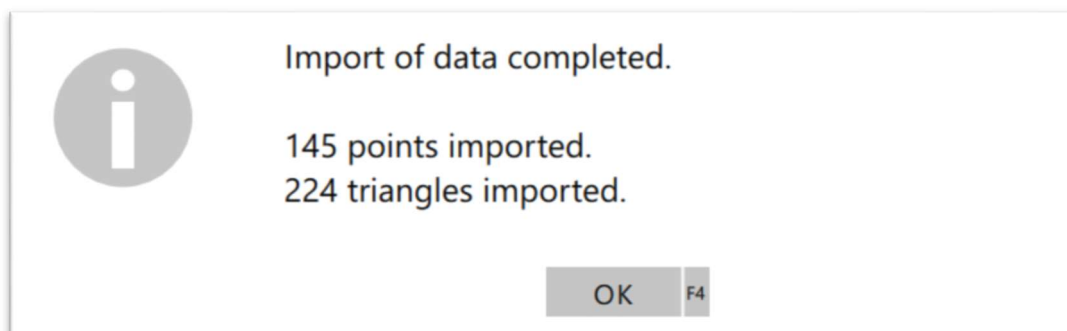 Import of data completed.
145 points imported.
224 triangles imported.
OK F4